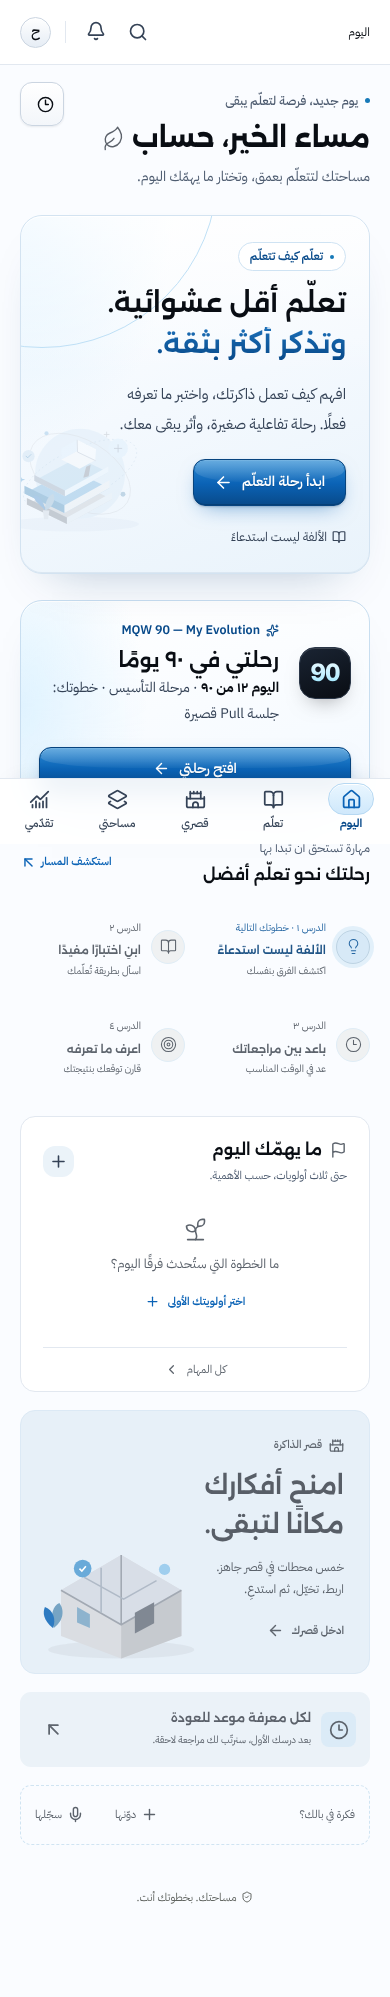 اليوم
ح
يوم جديد، فرصة لتعلّم يبقى
مساء الخير، حساب
مساحتك لتتعلّم بعمق، وتختار ما يهمّك اليوم.
تعلّم كيف تتعلّم
تعلّم أقل عشوائية.
وتذكر أكثر بثقة.
افهم كيف تعمل ذاكرتك، واختبر ما تعرفه
فعلًا. رحلة تفاعلية صغيرة، وأثر يبقى معك.
ابدأ رحلة التعلّم
الألفة ليست استدعاءً
MQW 90 — My Evolution
90
رحلتي في ٩٠ يومًا
اليوم ١٢ من ٩٠ · مرحلة التأسيس · خطوتك:
جلسة Pull قصيرة
افتح رحلتي
اليوم
تعلّم
قصري
مساحتي
تقدّمي
مهارة تستحق أن تبدأ بها
رحلتك نحو تعلّم أفضل
استكشف المسار
الدرس ١ · خطوتك التالية
الألفة ليست استدعاءً
اكتشف الفرق بنفسك
الدرس ٢
ابنِ اختبارًا مفيدًا
اسأل بطريقة تُعلّمك
الدرس ٣
باعد بين مراجعاتك
عد في الوقت المناسب
الدرس ٤
اعرف ما تعرفه
قارن توقعك بنتيجتك
ما يهمّك اليوم
حتى ثلاث أولويات، حسب الأهمية.
ما الخطوة التي ستُحدث فرقًا اليوم؟
اختر أولويتك الأولى
كل المهام
قصر الذاكرة
امنح أفكارك
مكانًا لتبقى.
خمس محطات في قصر جاهز.
اربط، تخيّل، ثم استدعِ.
ادخل قصرك
لكل معرفة موعد للعودة
بعد درسك الأول، سنرتّب لك مراجعة لاحقة.
فكرة في بالك؟
دوّنها
سجّلها
مساحتك. بخطوتك أنت.